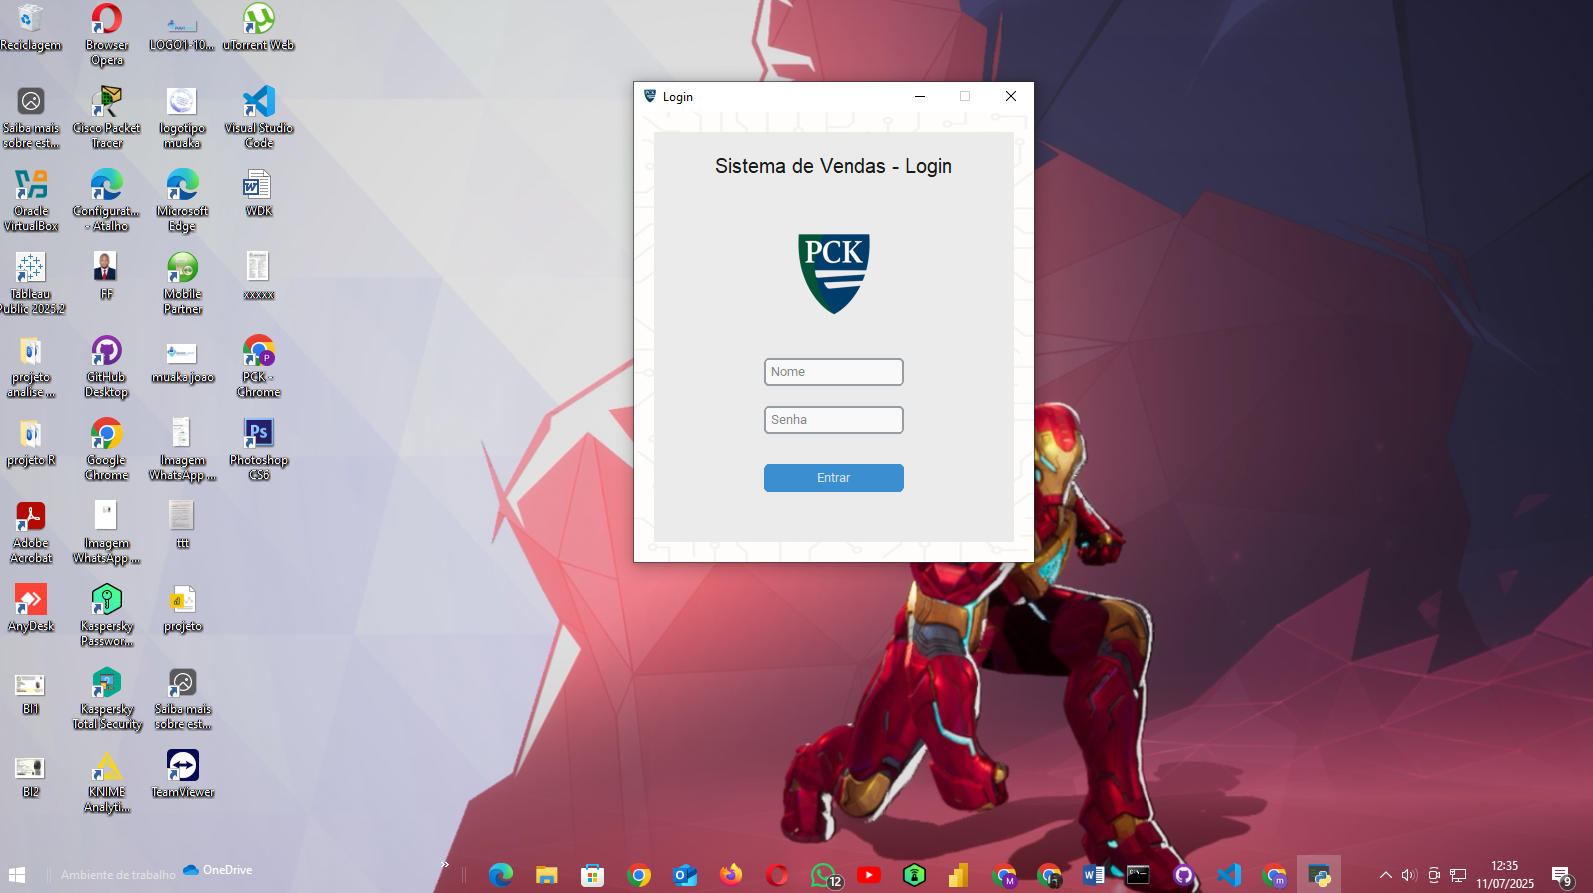 Reciclagem
Browser
Opera
LOGO1-10...
uTorrent Web
Saiba mais
sobre est...
Cisco Packet
Tracer
logotipo
muaka
Visual Studio
Code
Oracle
VirtualBox
Configurat...
- Atalho
Microsoft
Edge
WDK
Tableau
Public 2025.2
FF
Mobile
Partner
xxxxx
projeto
analise ...
GitHub
Desktop
muaka joao
PCK -
Chrome
projeto R
Google
Chrome
Imagem
WhatsApp ...
Photoshop
CS6
Adobe
Acrobat
Imagem
WhatsApp ...
ttt
AnyDesk
Kaspersky
Passwor...
projeto
BI1
Kaspersky
Total Security
Saiba mais
sobre est...
BI2
KNIME
Analyti...
TeamViewer
Login
Sistema de Vendas - Login
PCK
Nome
Senha
Entrar
Ambiente de trabalho
OneDrive
»
12
12:35
11/07/2025
9